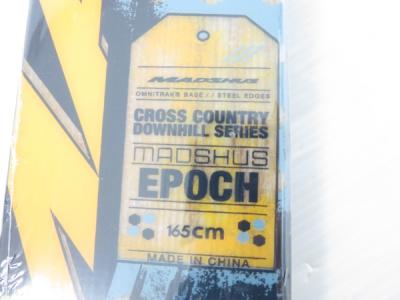 MADSHUS
OMNITRAK® BASE // STEEL EDGES
CROSS COUNTRY
DOWNHILL SERIES
MADSHUS
EPOCH
165cm
MADE IN CHINA